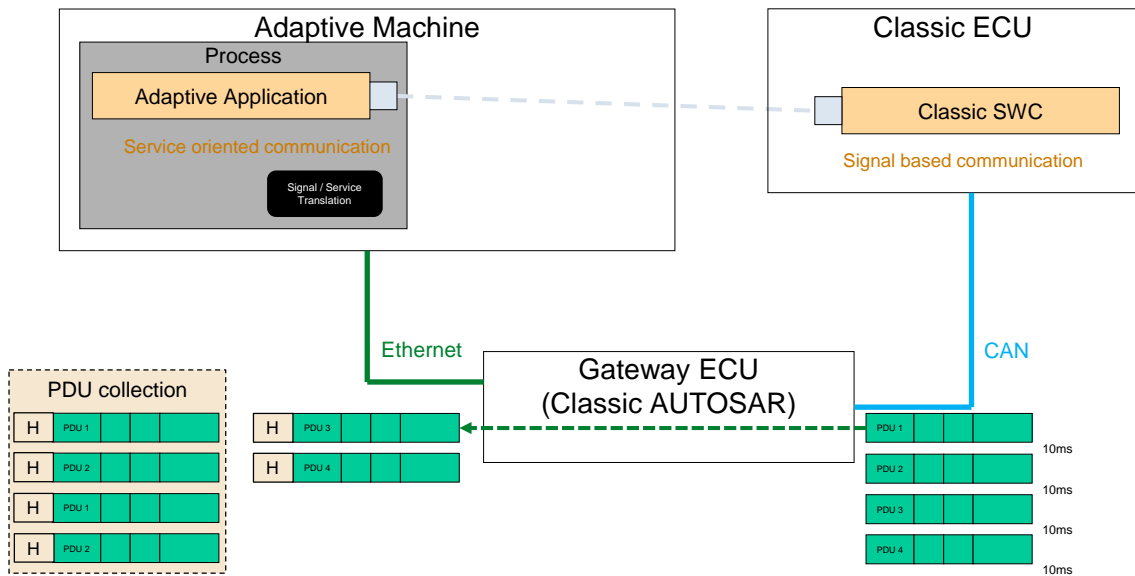 Adaptive Machine
Process
Adaptive Application
Service oriented communication
Signal / Service
Translation
Classic ECU
Classic SWC
Signal based communication
Ethernet
CAN
Gateway ECU
(Classic AUTOSAR)
PDU collection
H PDU 1
H PDU 2
H PDU 1
H PDU 2
H PDU 3
H PDU 4
PDU 1
10ms
PDU 2
10ms
PDU 3
10ms
PDU 4
10ms